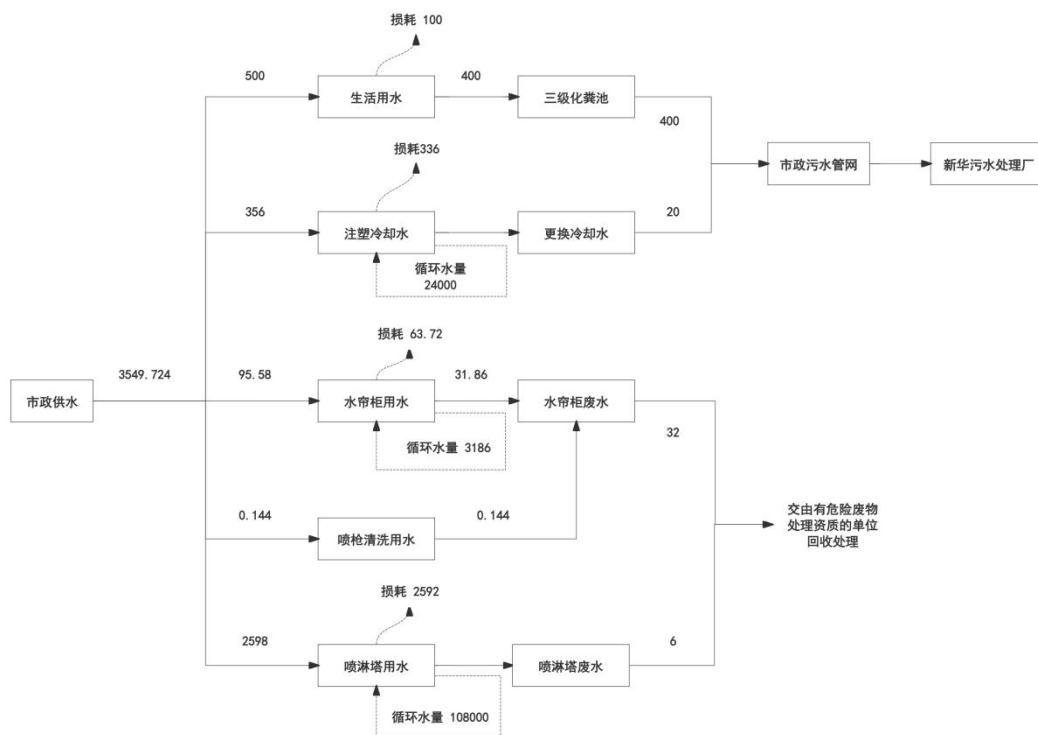 损耗 100
500
生活用水
400
三级化粪池
400
市政污水管网
新华污水处理厂
损耗336
356
注塑冷却水
更换冷却水
20
循环水量
24000
损耗 63.72
市政供水
3549.724
95.58
水帘柜用水
31.86
水帘柜废水
32
循环水量 3186
0.144
喷枪清洗用水
0.144
交由有危险废物
处理资质的单位
回收处理
损耗 2592
2598
喷淋塔用水
喷淋塔废水
6
循环水量 108000